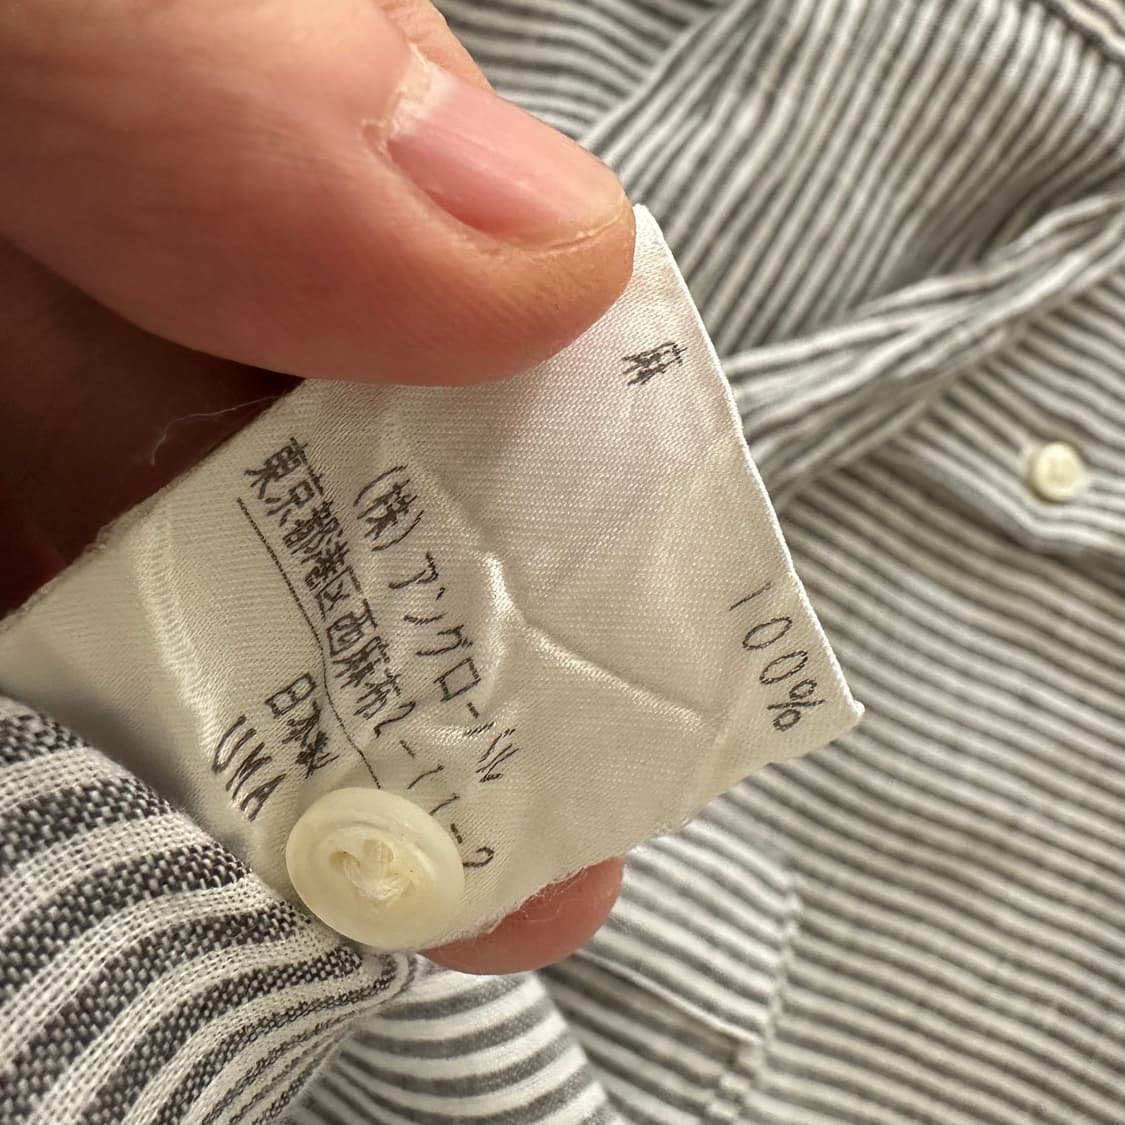 麻 100%
(株)アングローバル
東京都港区西麻布2-11-2
日本製
UMA